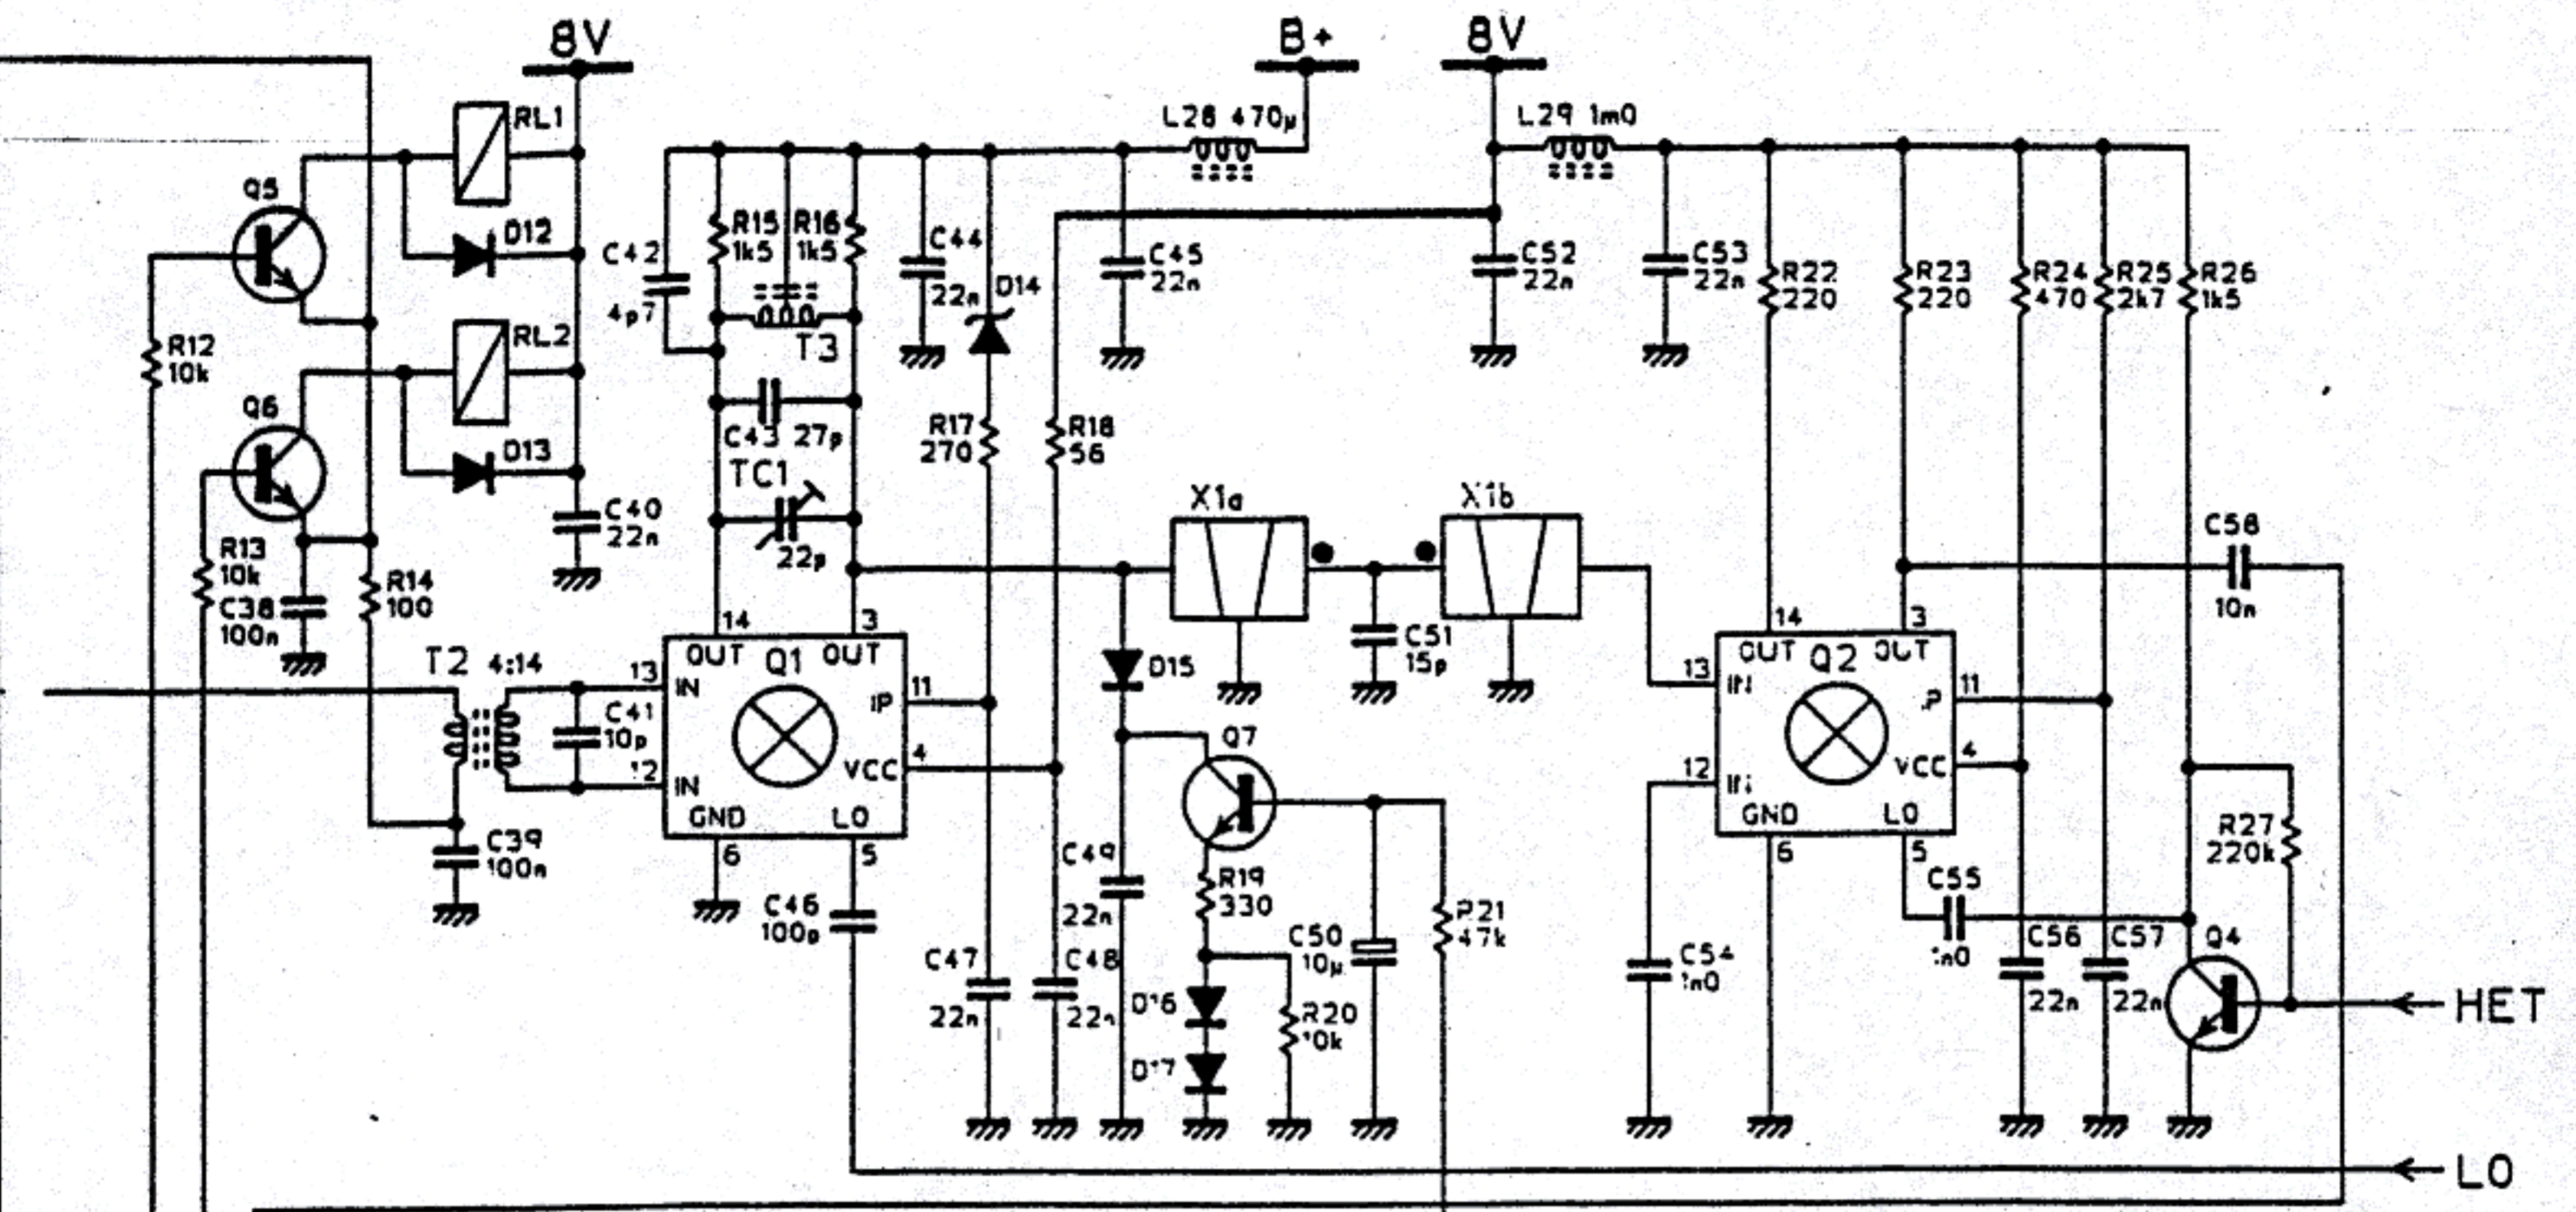 8V
B+
8V
L28 470µ
L29 1m0
RL1
Q5
D12
R15
1k5
R16
1k5
C42
4p7
C44
22n
D14
C45
22n
C52
22n
C53
22n
R22
220
R23
220
R24
470
R25
2k7
R26
1k5
R12
10k
RL2
T3
Q6
D13
C43 27p
R17
270
R18
56
TC1
22p
X1a
X1b
C40
22n
C58
10n
R13
10k
C38
100n
R14
100
C51
15p
T2 4:14
14
3
OUT
Q1
OUT
13
IN
11
IP
4
VCC
12
IN
GND
LO
6
5
C41
10p
D15
Q7
14
3
OUT
Q2
OUT
13
IN
11
4
VCC
12
GND
LO
6
5
C39
100n
C46
100p
C49
22n
R19
330
R27
220k
C55
1n0
C47
22n
C48
22n
C50
10µ
R21
47k
C54
1n0
C56
22n
C57
22n
Q4
D16
R20
10k
D17
HET
LO